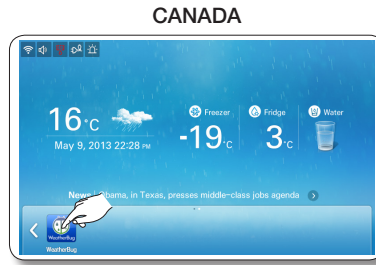 CANADA
Freezer
Fridge
Water
16°C
-19°C
3°C
May 9, 2013 22:28 PM
News | Obama, in Texas, presses middle-class jobs agenda
WeatherBug
WeatherBug